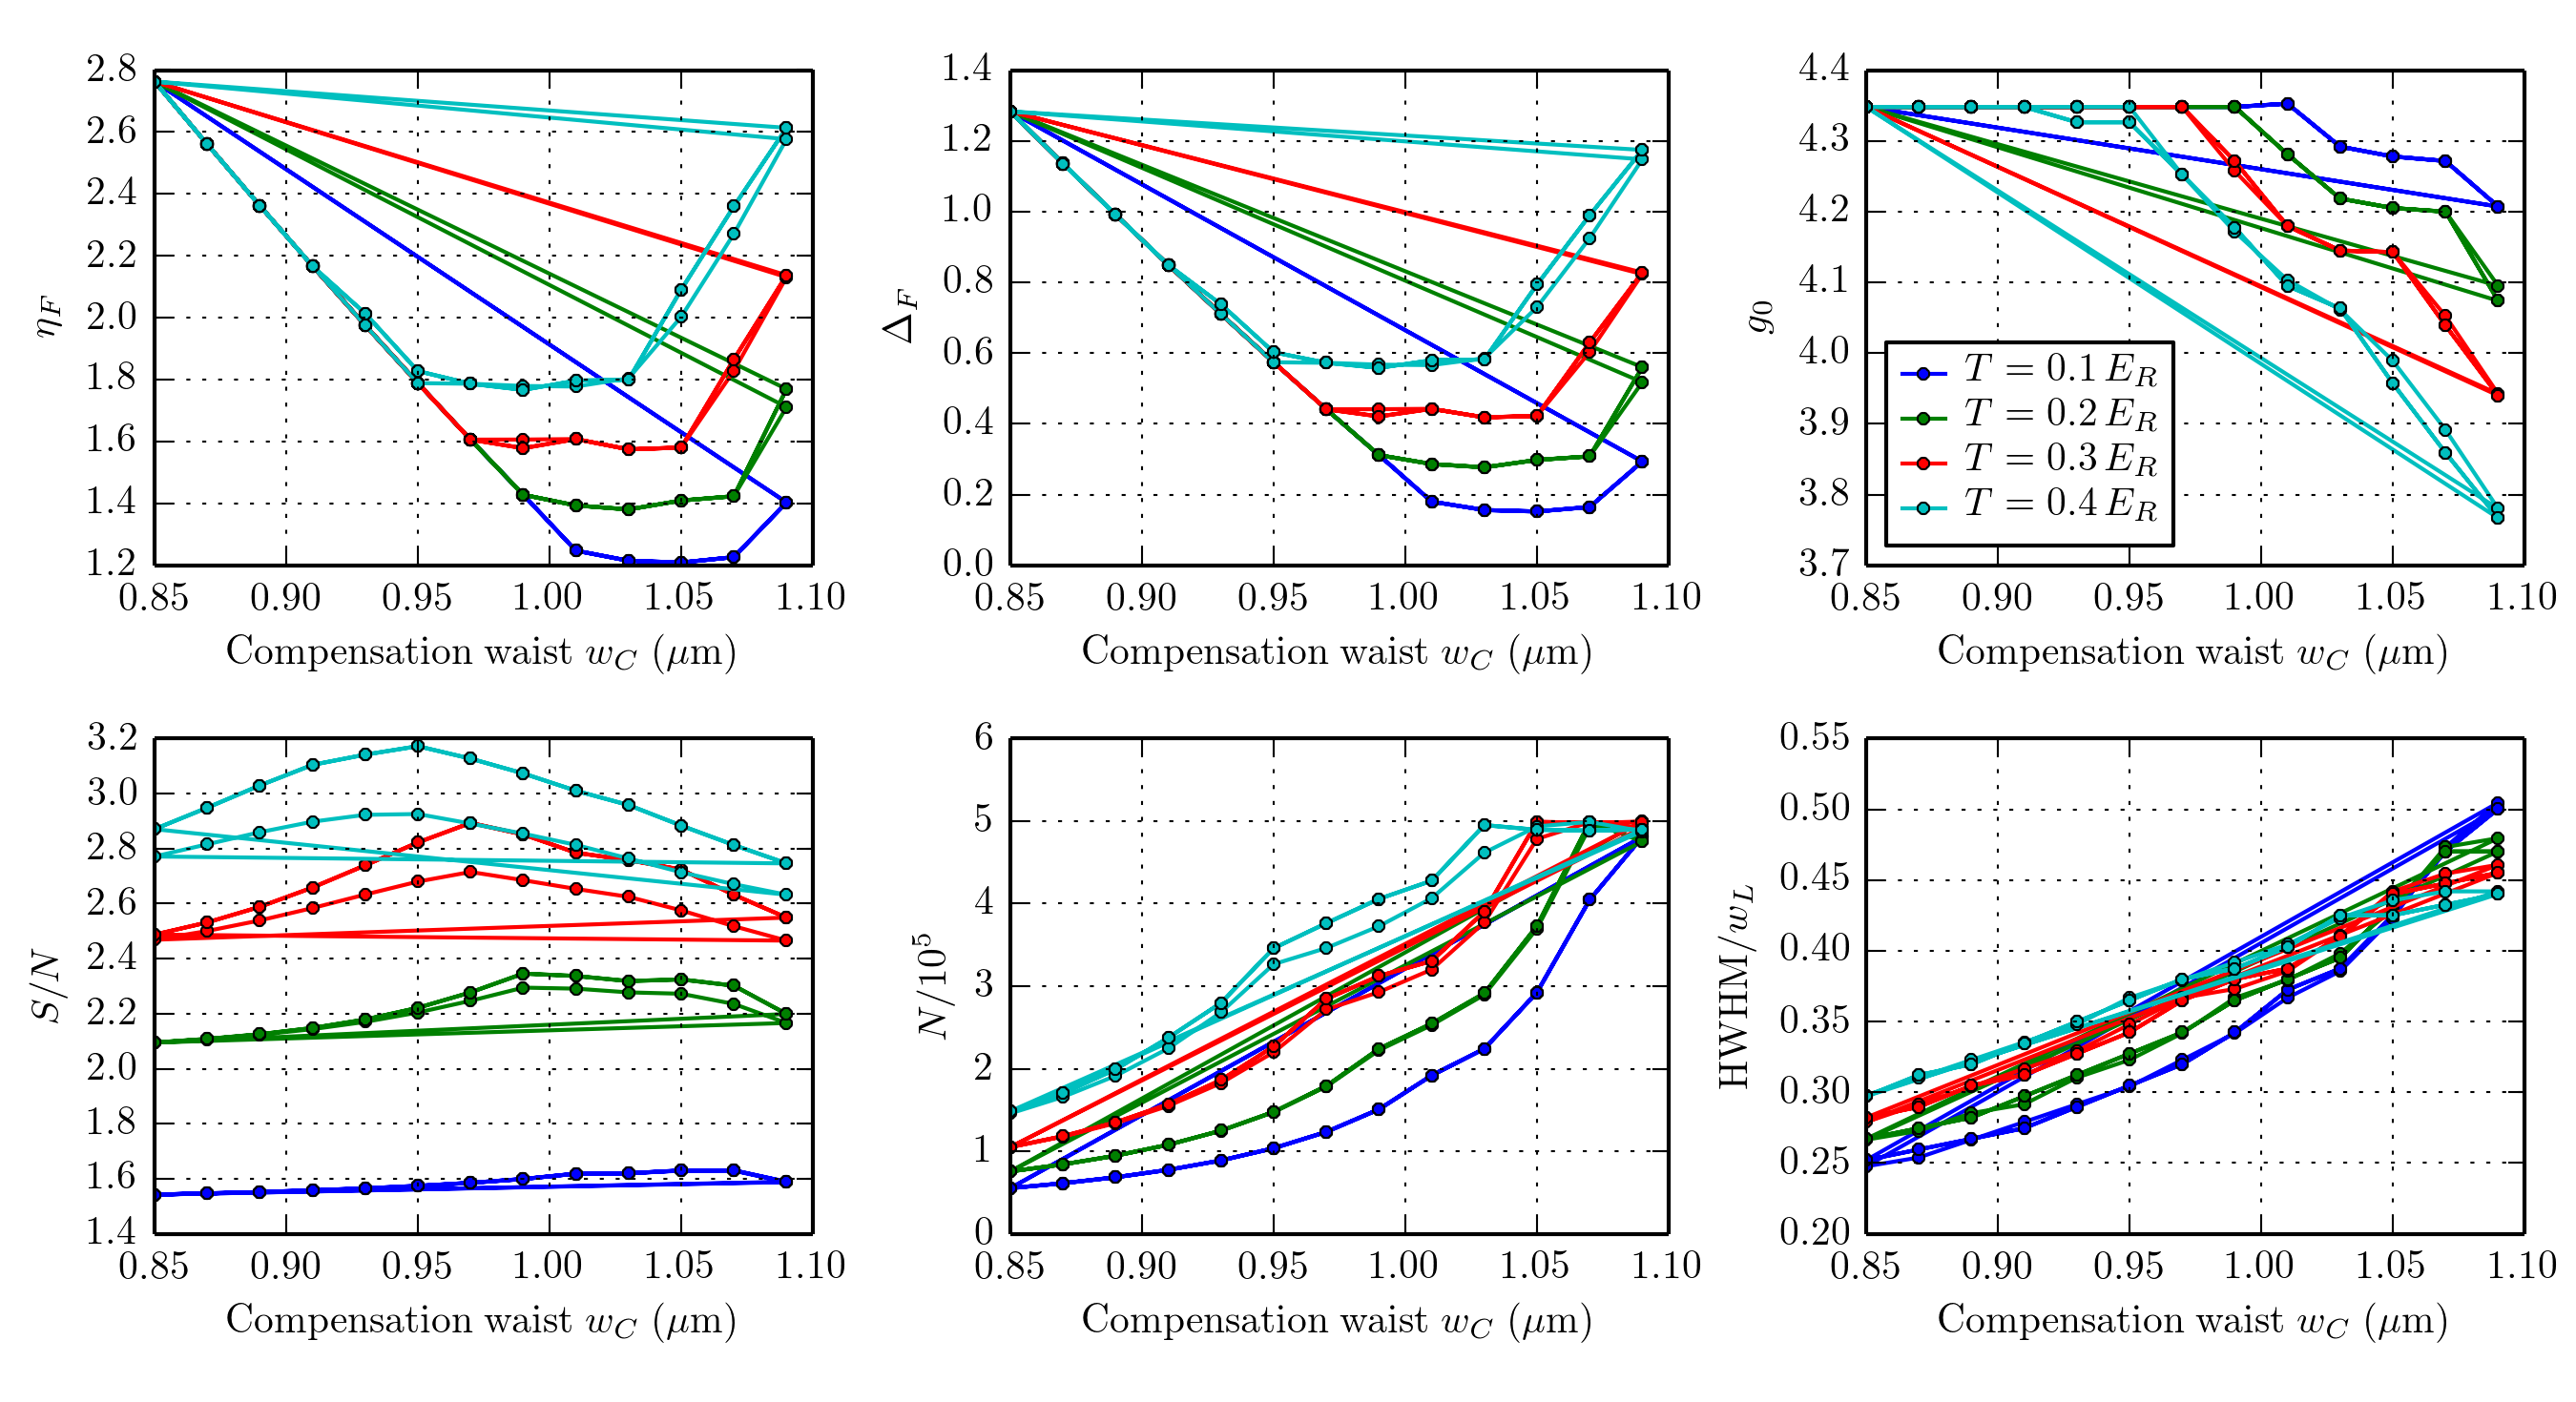 2.8
2.6
2.4
2.2
2.0
1.8
1.6
1.4
1.2
η_F
0.85 0.90 0.95 1.00 1.05 1.10
Compensation waist w_C (μm)
1.4
1.2
1.0
0.8
0.6
0.4
0.2
0.0
Δ_F
0.85 0.90 0.95 1.00 1.05 1.10
Compensation waist w_C (μm)
4.4
4.3
4.2
4.1
4.0
3.9
3.8
3.7
g_0
T = 0.1 E_R
T = 0.2 E_R
T = 0.3 E_R
T = 0.4 E_R
0.85 0.90 0.95 1.00 1.05 1.10
Compensation waist w_C (μm)
3.2
3.0
2.8
2.6
2.4
2.2
2.0
1.8
1.6
1.4
S/N
0.85 0.90 0.95 1.00 1.05 1.10
Compensation waist w_C (μm)
6
5
4
3
2
1
0
N/10^5
0.85 0.90 0.95 1.00 1.05 1.10
Compensation waist w_C (μm)
0.55
0.50
0.45
0.40
0.35
0.30
0.25
0.20
HWHM/w_L
0.85 0.90 0.95 1.00 1.05 1.10
Compensation waist w_C (μm)